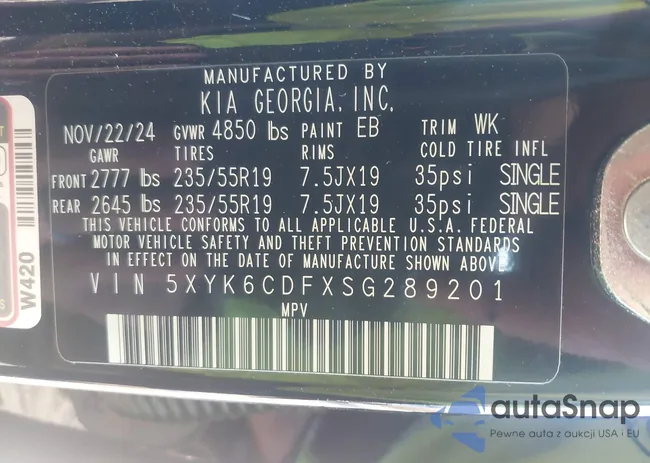 MANUFACTURED BY
KIA GEORGIA, INC.
NOV/22/24 GVWR 4850 lbs PAINT EB TRIM WK
GAWR TIRES RIMS COLD TIRE INFL
FRONT 2777 lbs 235/55R19 7.5JX19 35psi SINGLE
REAR 2645 lbs 235/55R19 7.5JX19 35psi SINGLE
THIS VEHICLE CONFORMS TO ALL APPLICABLE U.S.A. FEDERAL
MOTOR VEHICLE SAFETY AND THEFT PREVENTION STANDARDS
IN EFFECT ON THE DATE OF MANUFACTURE SHOWN ABOVE
VIN 5XYK6CDFXSG289201
MPV
W420
autaSnap
Pewne auta z aukcji USA i EU